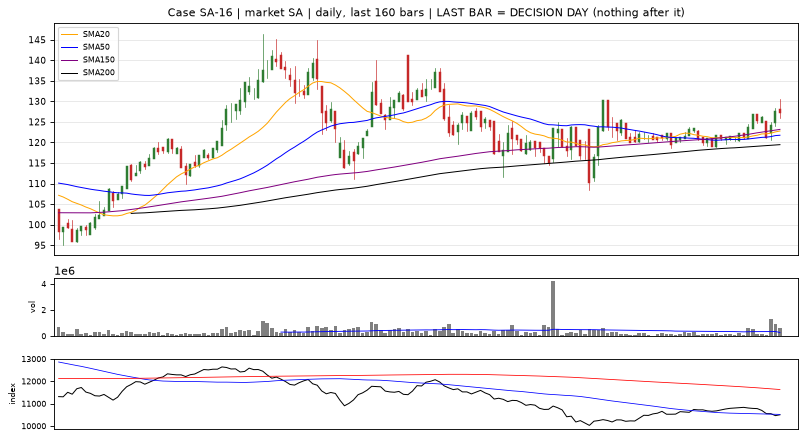 Case SA-16 | market SA | daily, last 160 bars | LAST BAR = DECISION DAY (nothing after it)
SMA20
SMA50
SMA150
SMA200
145
140
135
130
125
120
115
110
105
100
95
1e6
4
2
0
vol
13000
12000
11000
10000
index